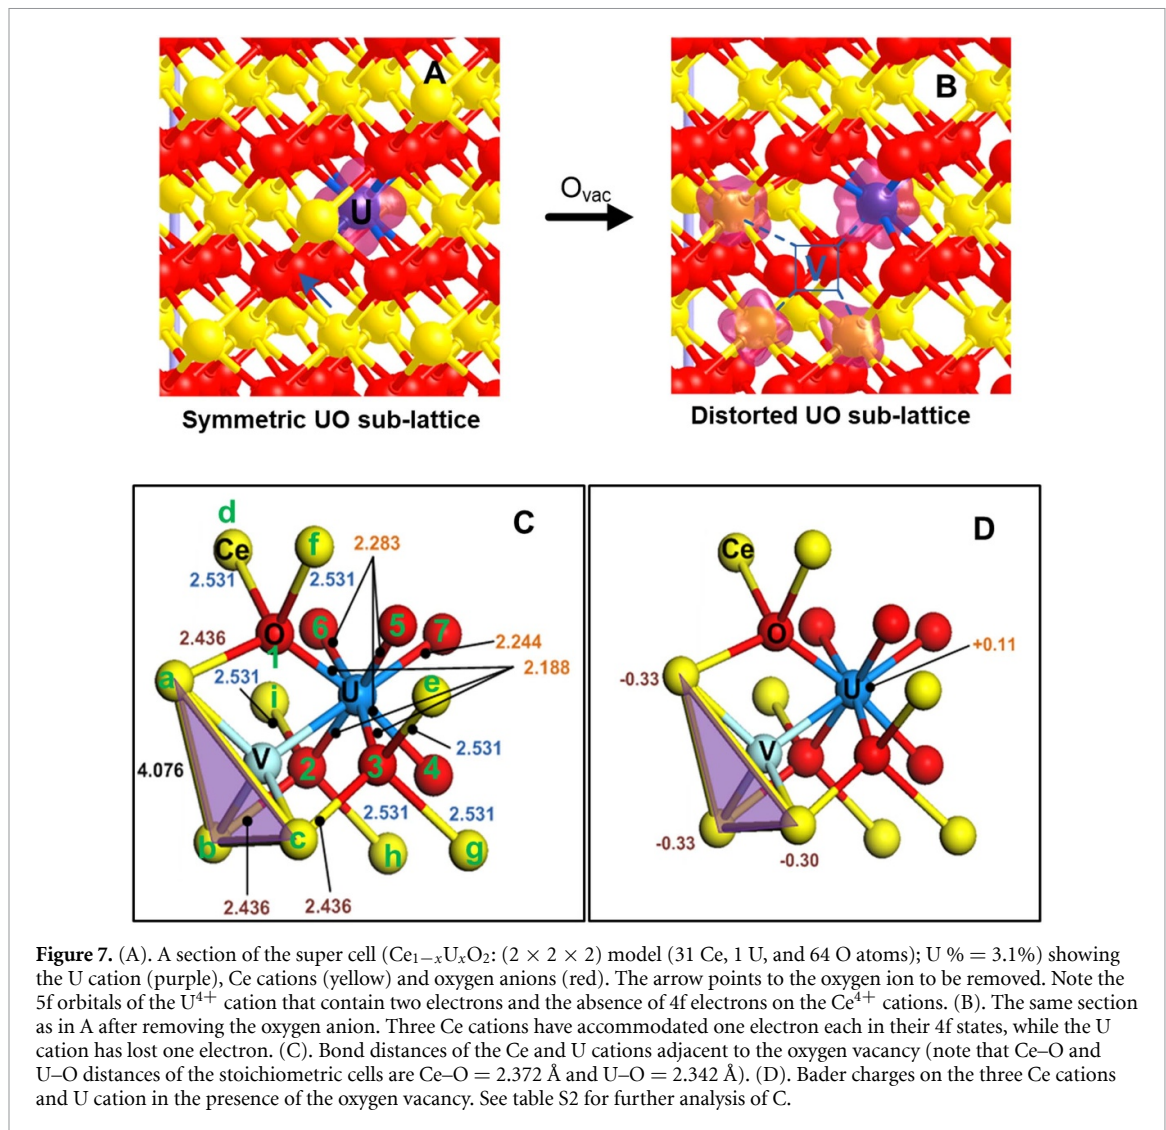 A
B
U
O_vac
V
Symmetric UO sub-lattice
Distorted UO sub-lattice
C
d
Ce
f
2.283
2.531
2.531
O
6
5
7
2.436
1
2.244
2.188
a
2.531
i
U
e
V
2
3
4
2.531
4.076
2.531
2.531
b
c
h
g
2.436
2.436
D
Ce
O
+0.11
-0.33
U
V
-0.33
-0.30
Figure 7. (A). A section of the super cell (Ce₁₋ₓUₓO₂: (2 × 2 × 2) model (31 Ce, 1 U, and 64 O atoms); U % = 3.1%) showing
the U cation (purple), Ce cations (yellow) and oxygen anions (red). The arrow points to the oxygen ion to be removed. Note the
5f orbitals of the U⁴⁺ cation that contain two electrons and the absence of 4f electrons on the Ce⁴⁺ cations. (B). The same section
as in A after removing the oxygen anion. Three Ce cations have accommodated one electron each in their 4f states, while the U
cation has lost one electron. (C). Bond distances of the Ce and U cations adjacent to the oxygen vacancy (note that Ce–O and
U–O distances of the stoichiometric cells are Ce–O = 2.372 Å and U–O = 2.342 Å). (D). Bader charges on the three Ce cations
and U cation in the presence of the oxygen vacancy. See table S2 for further analysis of C.